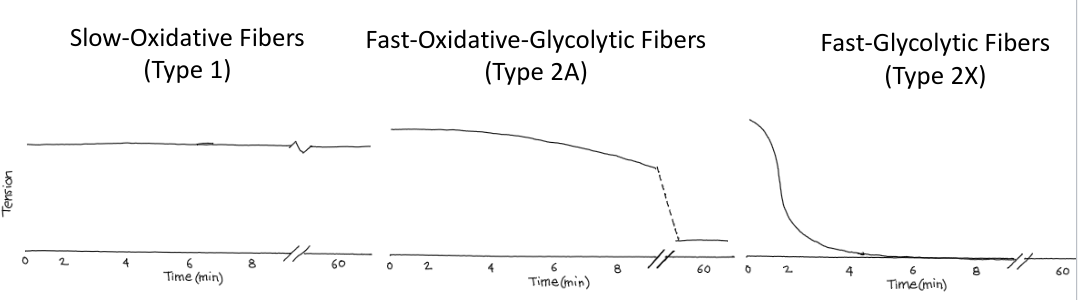 Slow-Oxidative Fibers
(Type 1)
Fast-Oxidative-Glycolytic Fibers
(Type 2A)
Fast-Glycolytic Fibers
(Type 2X)
Tension
0 2 4 6 8 60
Time (min)
0 2 4 6 8 60
Time (min)
0 2 4 6 8 60
Time (min)